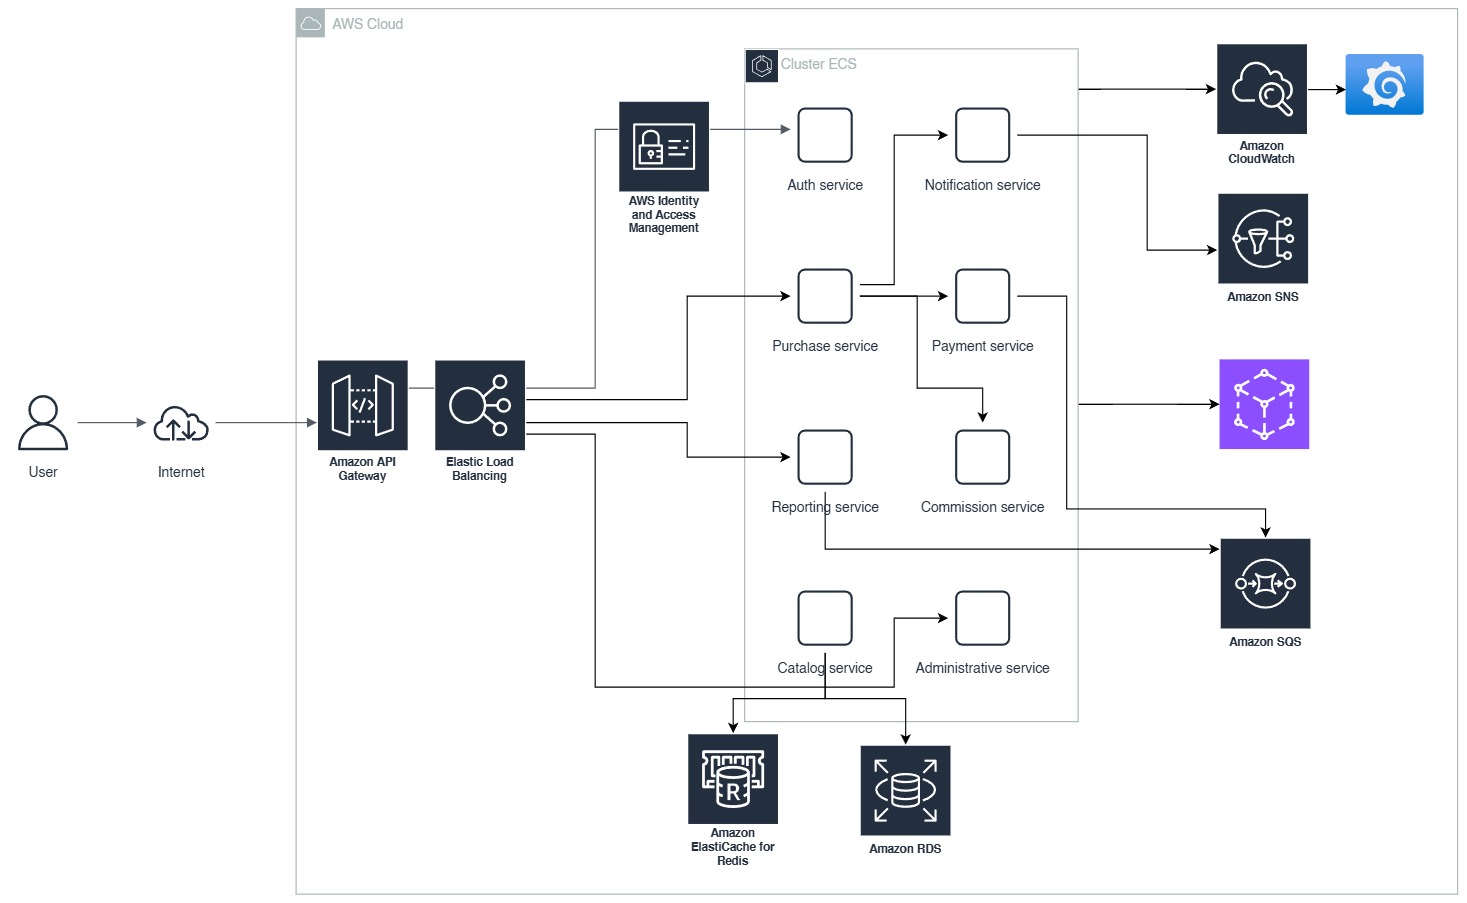 AWS Cloud
Cluster ECS
Amazon
CloudWatch
AWS Identity
and Access
Management
Auth service
Notification service
Amazon SNS
Purchase service
Payment service
User
Internet
Amazon API
Gateway
Elastic Load
Balancing
Reporting service
Commission service
Amazon SQS
Catalog service
Administrative service
R
Amazon
ElastiCache for
Redis
Amazon RDS